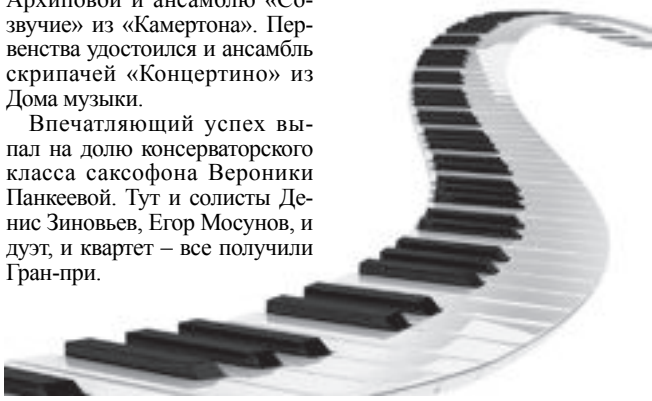 Архиповой и ансамблю «Со-
звучие» из «Камертона». Пер-
венства удостоился и ансамбль
скрипачей «Концертино» из
Дома музыки.
Впечатляющий успех вы-
пал на долю консерваторского
класса саксофона Вероники
Панкеевой. Тут и солисты Де-
нис Зиновьев, Егор Мосунов, и
дуэт, и квартет – все получили
Гран-при.